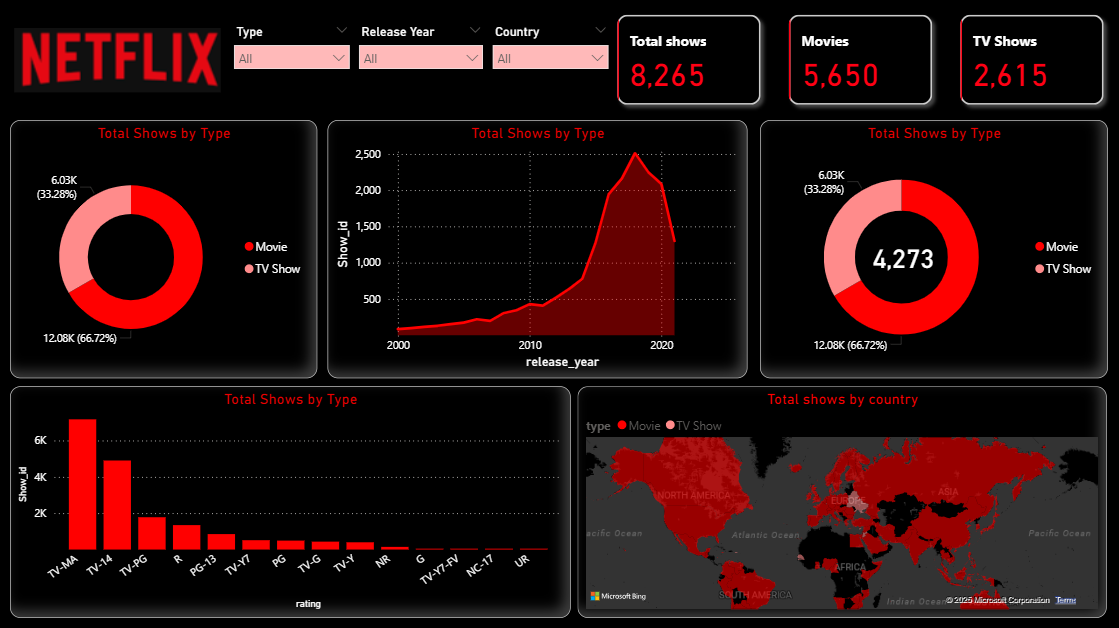 NETFLIX
Type
All
Release Year
All
Country
All
Total shows
8,265
Movies
5,650
TV Shows
2,615
Total Shows by Type
6.03K
(33.28%)
12.08K (66.72%)
Movie
TV Show
Total Shows by Type
Show_id
2,500
2,000
1,500
1,000
500
2000
2010
2020
release_year
Total Shows by Type
6.03K
(33.28%)
4,273
12.08K (66.72%)
Movie
TV Show
Total Shows by Type
Show_id
6K
4K
2K
TV-MA
TV-14
TV-PG
R
PG-13
TV-Y7
PG
TV-G
TV-Y
NR
G
TV-Y7-FV
NC-17
UR
rating
Total shows by country
type Movie TV Show
NORTH AMERICA
EUROPE
ASIA
acific Ocean
Atlantic Ocean
Pacific Ocean
AFRICA
SOUTH AMERICA
Indian Ocean
Microsoft Bing
© 2025 Microsoft Corporation Terms